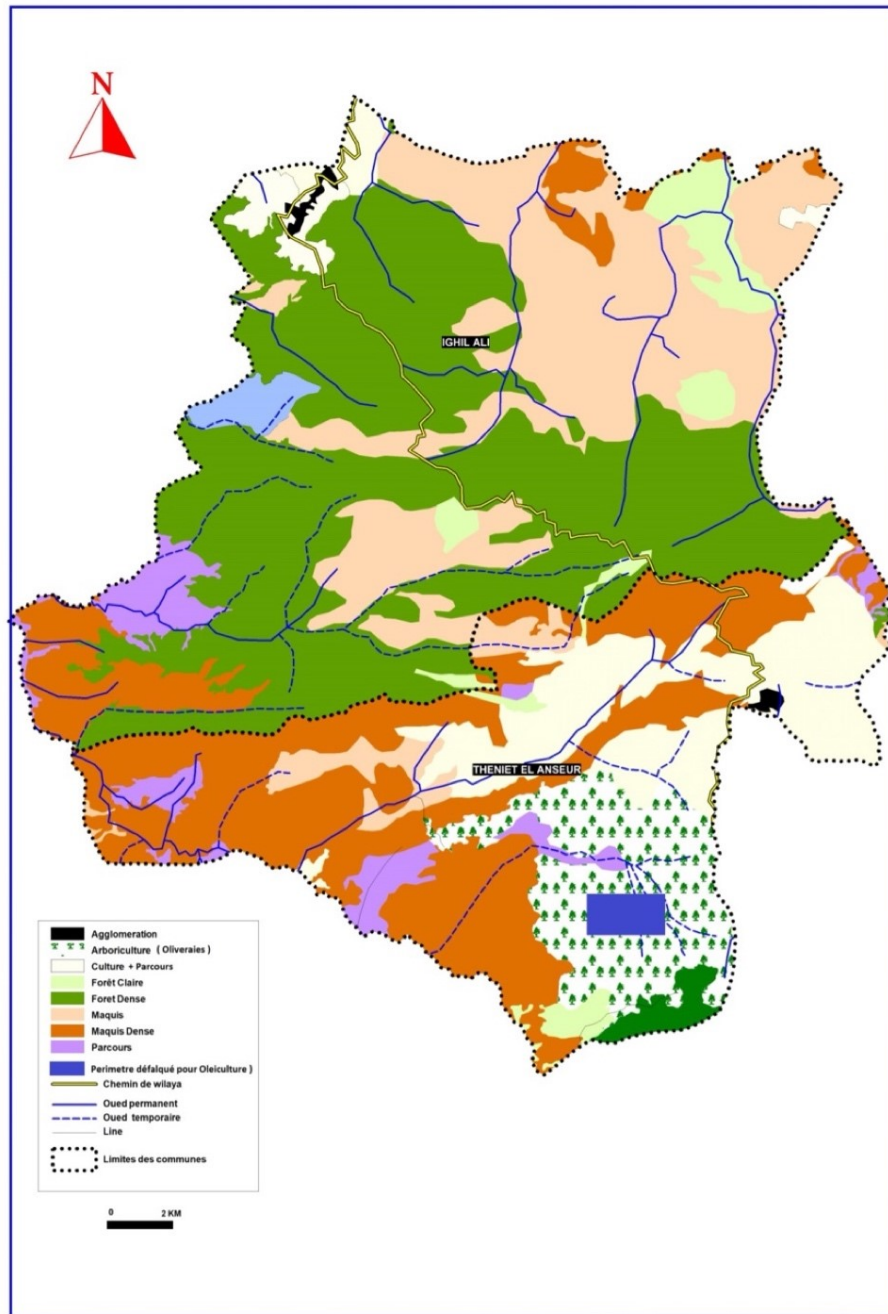 N
IGHIL ALI
THENIET EL ANSEUR
Agglomeration
Arboriculture ( Oliveraies )
Culture + Parcours
Forêt Claire
Foret Dense
Maquis
Maquis Dense
Parcours
Perimetre défalqué pour Oleiculture )
Chemin de wilaya
Oued permanent
Oued temporaire
Line
Limites des communes
0 2 KM